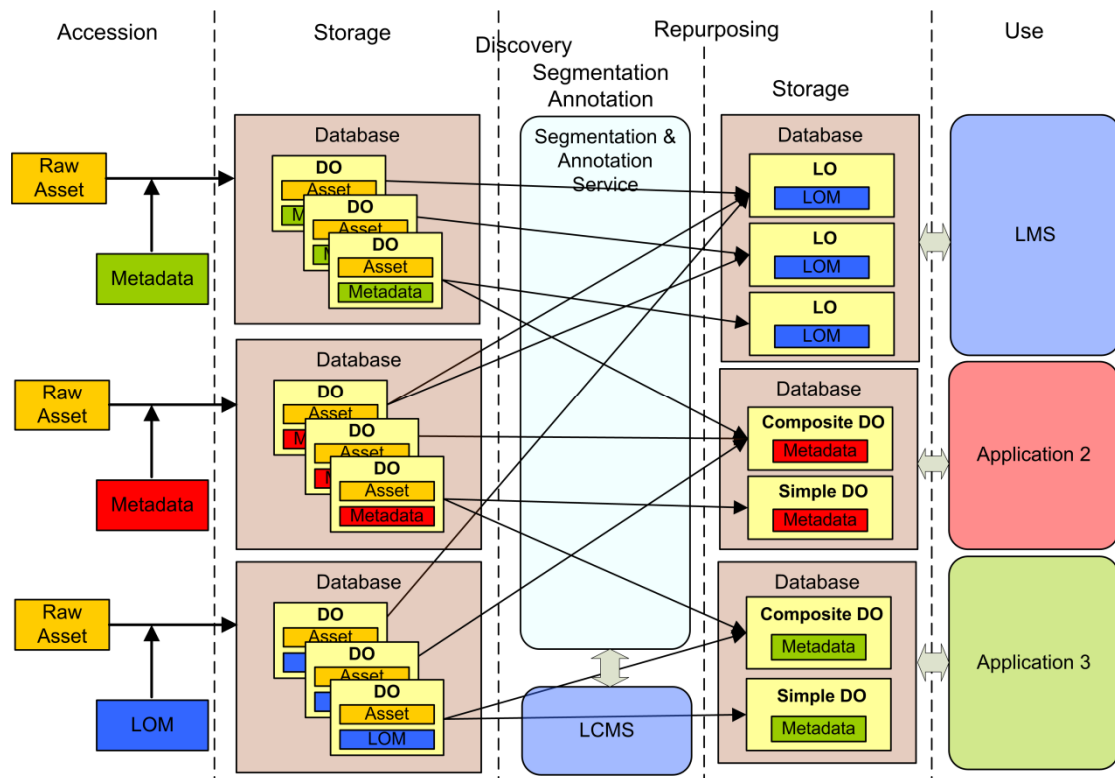 Accession
Storage
Discovery
Repurposing
Use
Segmentation
Annotation
Storage
Raw
Asset
Metadata
Database
DO
Asset
Meta
DO
Asset
M
DO
Asset
Metadata
Segmentation &
Annotation
Service
Database
LO
LOM
LO
LOM
LO
LOM
LMS
Raw
Asset
Metadata
Database
DO
Asset
M
DO
Asset
M
DO
Asset
Metadata
Database
Composite DO
Metadata
Simple DO
Metadata
Application 2
Raw
Asset
LOM
Database
DO
Asset
DO
Asset
DO
Asset
LOM
LCMS
Database
Composite DO
Metadata
Simple DO
Metadata
Application 3